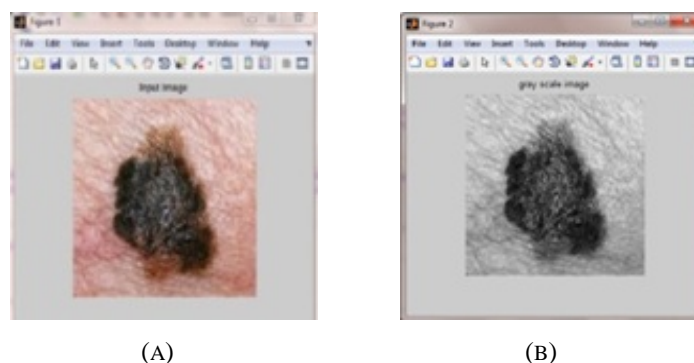 Figure 1
File Edit View Insert Tools Desktop Window Help
Input image
Figure 2
File Edit View Insert Tools Desktop Window Help
gray scale image
(A)
(B)